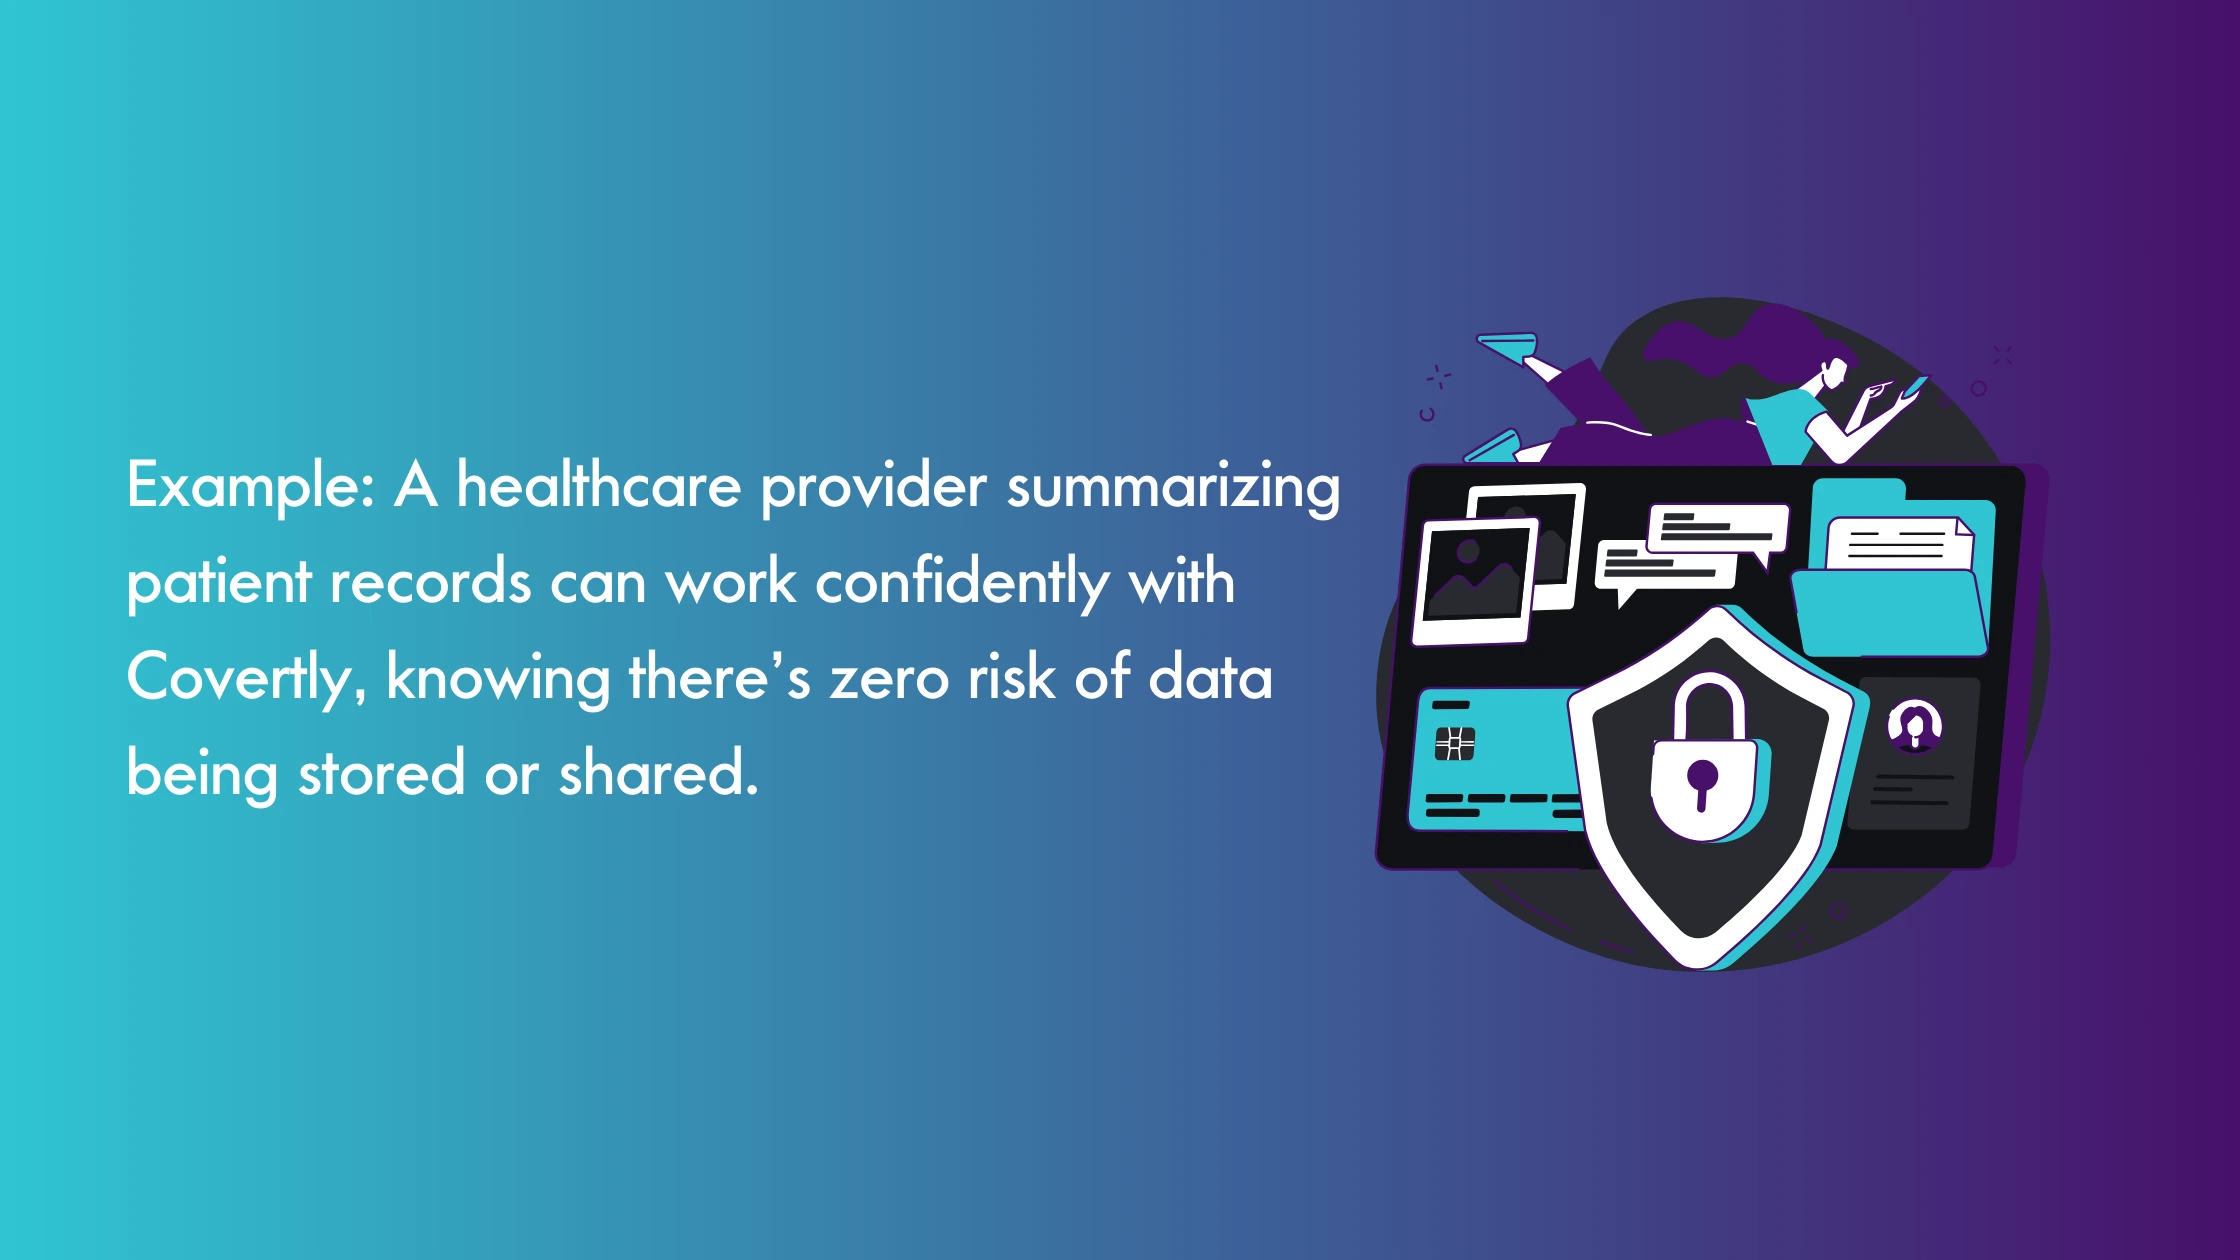 Example: A healthcare provider summarizing
patient records can work confidently with
Covertly, knowing there’s zero risk of data
being stored or shared.